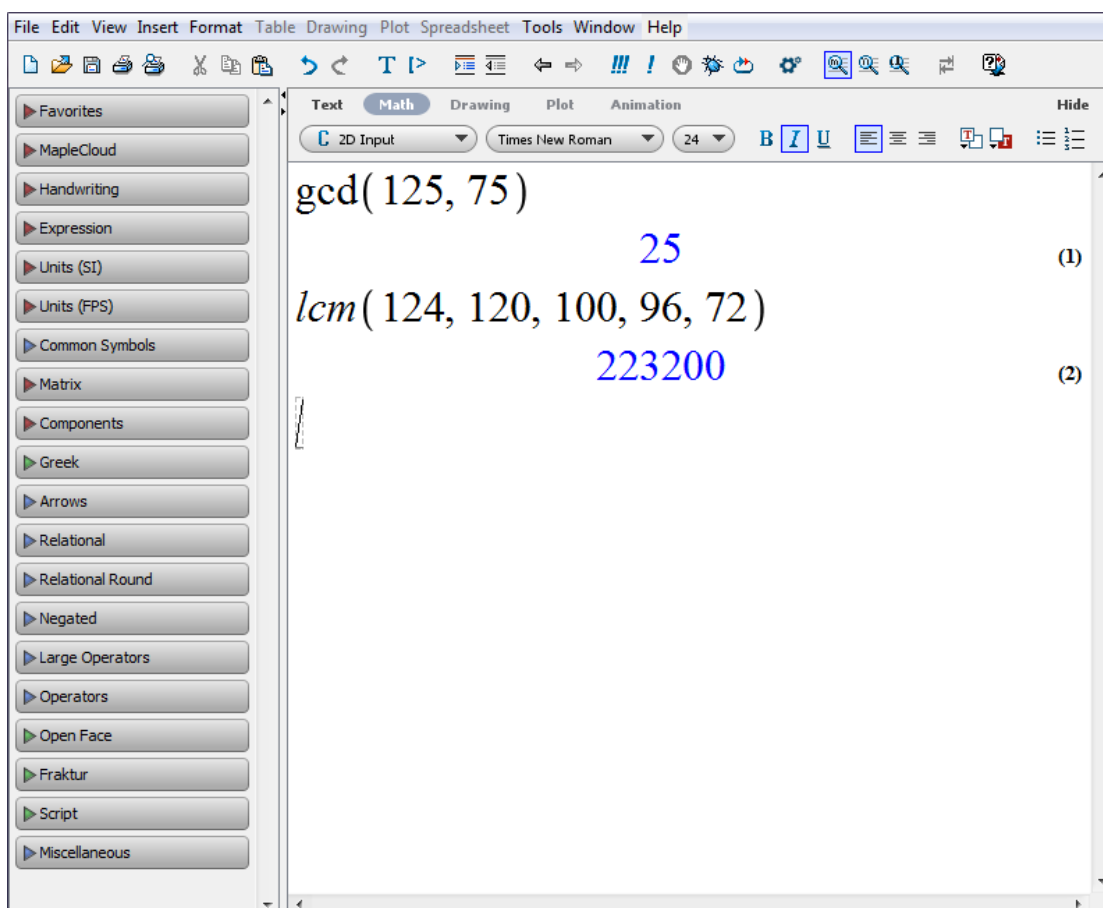 File Edit View Insert Format Table Drawing Plot Spreadsheet Tools Window Help
Favorites
MapleCloud
Handwriting
Expression
Units (SI)
Units (FPS)
Common Symbols
Matrix
Components
Greek
Arrows
Relational
Relational Round
Negated
Large Operators
Operators
Open Face
Fraktur
Script
Miscellaneous
Text Math Drawing Plot Animation Hide
C 2D Input Times New Roman 24 B I U
gcd( 125, 75 )
25 (1)
lcm( 124, 120, 100, 96, 72 )
223200 (2)